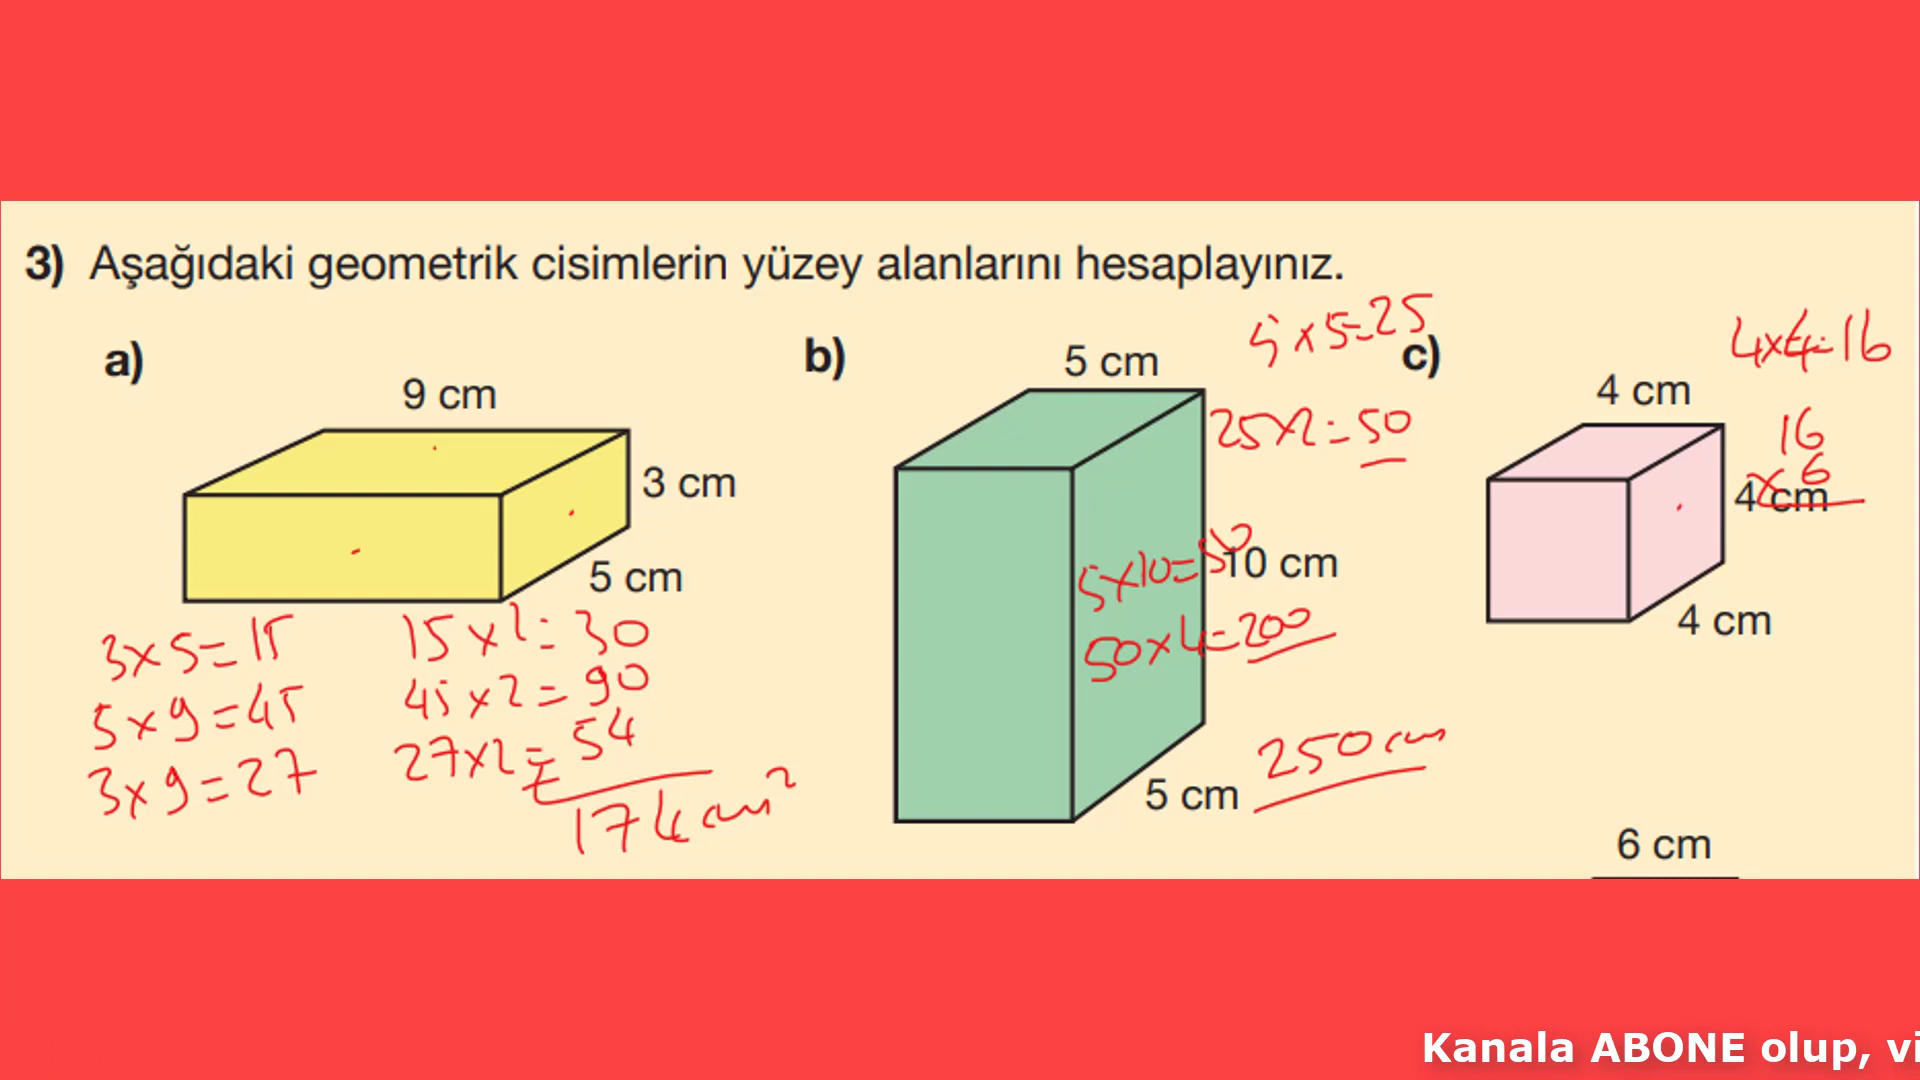 3) Aşağıdaki geometrik cisimlerin yüzey alanlarını hesaplayınız.
a)
9 cm
3 cm
5 cm
3x5=15
5x9=45
3x9=27
15x2=30
45x2=90
27x2=54
+
174 cm²
b)
5 cm
10 cm
5 cm
5x5=25
25x2=50
5x10=50
50x4=200
250 cm
c)
4 cm
4 cm
4 cm
4x4=16
16
x 6
6 cm
Kanala ABONE olup, vi